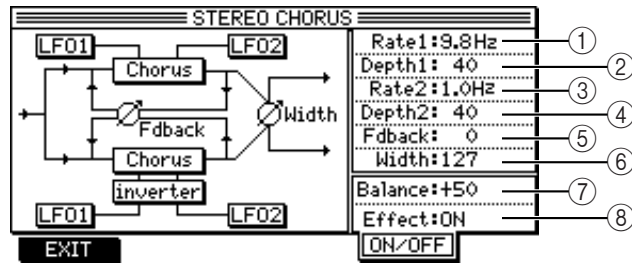 STEREO CHORUS
LFO1 LFO2
Chorus
Fdback
Width
Chorus
inverter
LFO1 LFO2
Rate1:9.8Hz ①
Depth1: 40 ②
Rate2:1.0Hz ③
Depth2: 40 ④
Fdback: 0 ⑤
Width:127 ⑥
Balance:+50 ⑦
Effect:ON ⑧
EXIT
ON/OFF